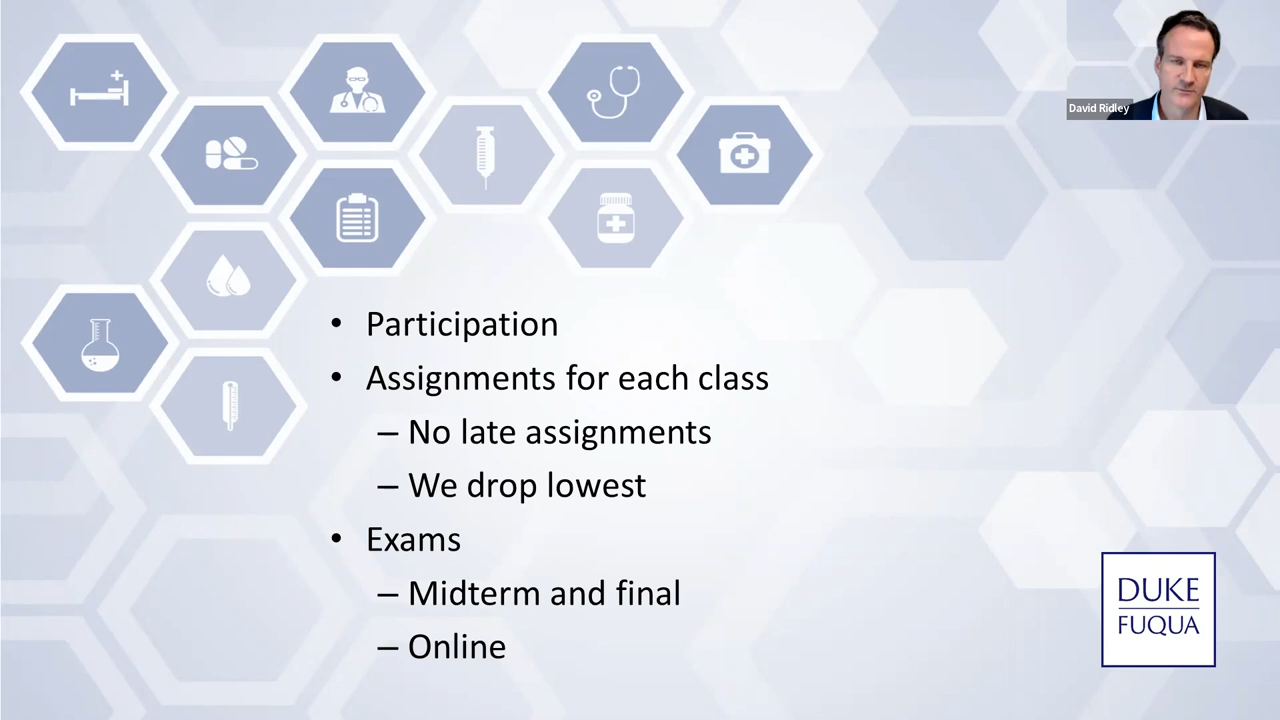 David Ridley
• Participation
• Assignments for each class
– No late assignments
– We drop lowest
• Exams
– Midterm and final
– Online
DUKE
FUQUA